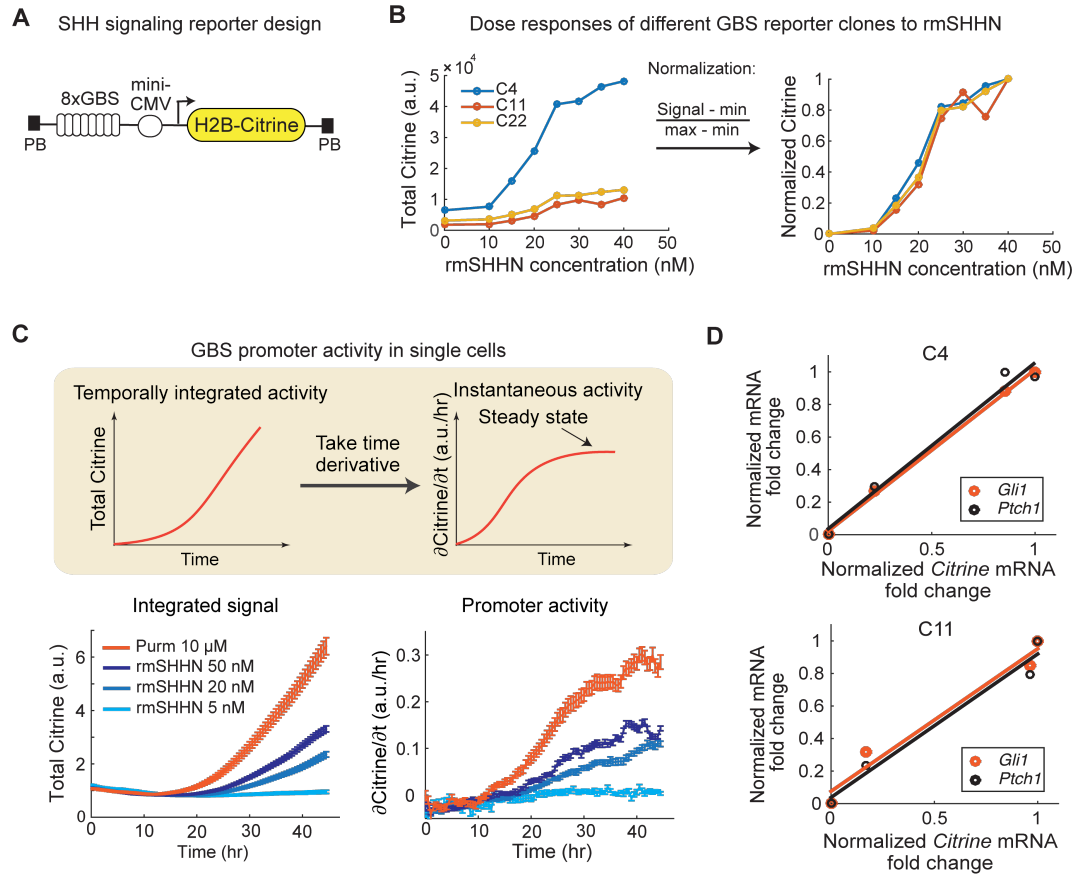 A
SHH signaling reporter design
8xGBS
mini-
CMV
H2B-Citrine
PB
PB
B
Dose responses of different GBS reporter clones to rmSHHN
× 10⁴
Total Citrine (a.u.)
5
4
3
2
1
0
C4
C11
C22
0
10
20
30
40
50
rmSHHN concentration (nM)
Normalization:
Signal - min
max - min
Normalized Citrine
1
0.8
0.6
0.4
0.2
0
0
10
20
30
40
50
rmSHHN concentration (nM)
C
GBS promoter activity in single cells
Temporally integrated activity
Total Citrine
Time
Take time
derivative
Instantaneous activity
Steady state
∂Citrine/∂t (a.u./hr)
Time
Integrated signal
Total Citrine (a.u.)
6
4
2
0
Purm 10 µM
rmSHHN 50 nM
rmSHHN 20 nM
rmSHHN 5 nM
0
10
20
30
40
Time (hr)
Promoter activity
∂Citrine/∂t (a.u./hr)
0.3
0.2
0.1
0
0
10
20
30
40
Time (hr)
D
C4
Normalized mRNA
fold change
1
0.8
0.6
0.4
0.2
0
Gli1
Ptch1
0
0.5
1
Normalized Citrine mRNA
fold change
C11
Normalized mRNA
fold change
1
0.8
0.6
0.4
0.2
0
Gli1
Ptch1
0
0.5
1
Normalized Citrine mRNA
fold change